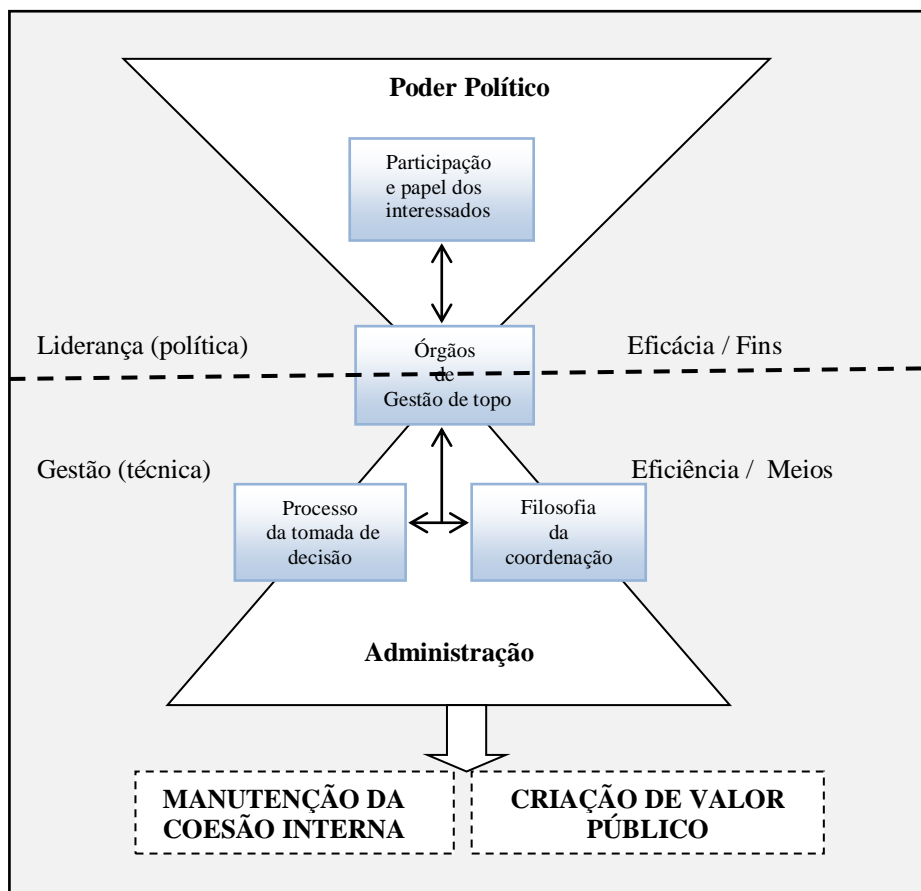 Poder Político
Participação
e papel dos
interessados
Liderança (política)
Órgãos
de
Gestão de topo
Eficácia / Fins
Gestão (técnica)
Eficiência / Meios
Processo
da tomada de
decisão
Filosofia
da
coordenação
Administração
MANUTENÇÃO DA
COESÃO INTERNA
CRIAÇÃO DE VALOR
PÚBLICO